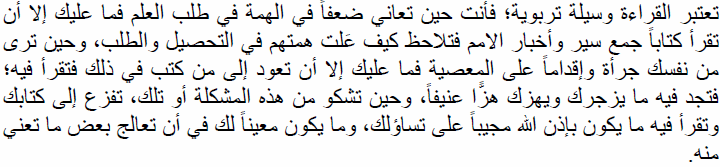 تعتبر القراءة وسيلة تربوية؛ فأنت حين تعاني ضعفاً في الهمة في طلب العلم فما عليك إلا أن
تقرأ كتاباً جمع سير وأخبار الامم فتلاحظ كيف عَلت همتهم في التحصيل والطلب، وحين ترى
من نفسك جرأة وإقداماً على المعصية فما عليك إلا أن تعود إلى من كتب في ذلك فتقرأ فيه؛
فتجد فيه ما يزجرك ويهزك هزًّا عنيفاً، وحين تشكو من هذه المشكلة أو تلك، تفزع إلى كتابك
وتقرأ فيه ما يكون بإذن الله مجيباً على تساؤلك، وما يكون معيناً لك في أن تعالج بعض ما تعني
منه.